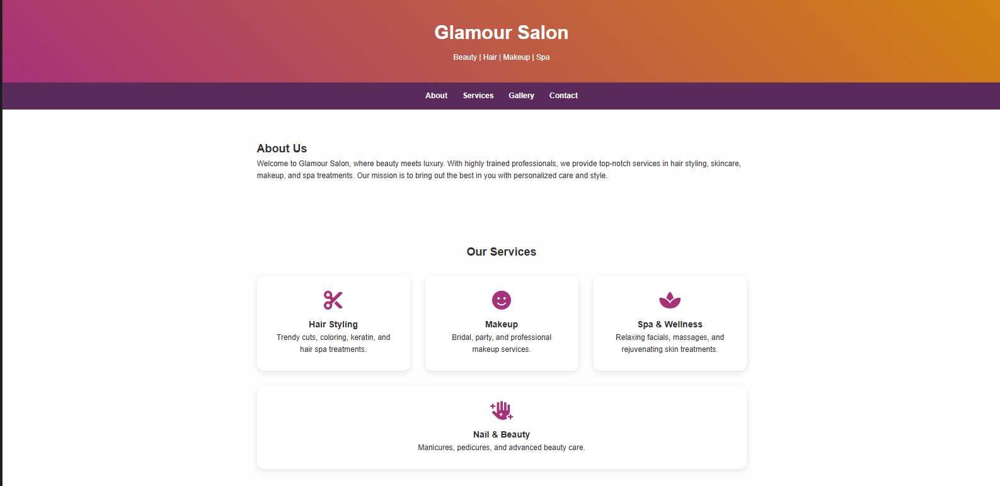 Glamour Salon
Beauty | Hair | Makeup | Spa
About Services Gallery Contact
About Us
Welcome to Glamour Salon, where beauty meets luxury. With highly trained professionals, we provide top-notch services in hair styling, skincare,
makeup, and spa treatments. Our mission is to bring out the best in you with personalized care and style.
Our Services
Hair Styling
Trendy cuts, coloring, keratin, and
hair spa treatments.
Makeup
Bridal, party, and professional
makeup services.
Spa & Wellness
Relaxing facials, massages, and
rejuvenating skin treatments.
Nail & Beauty
Manicures, pedicures, and advanced beauty care.